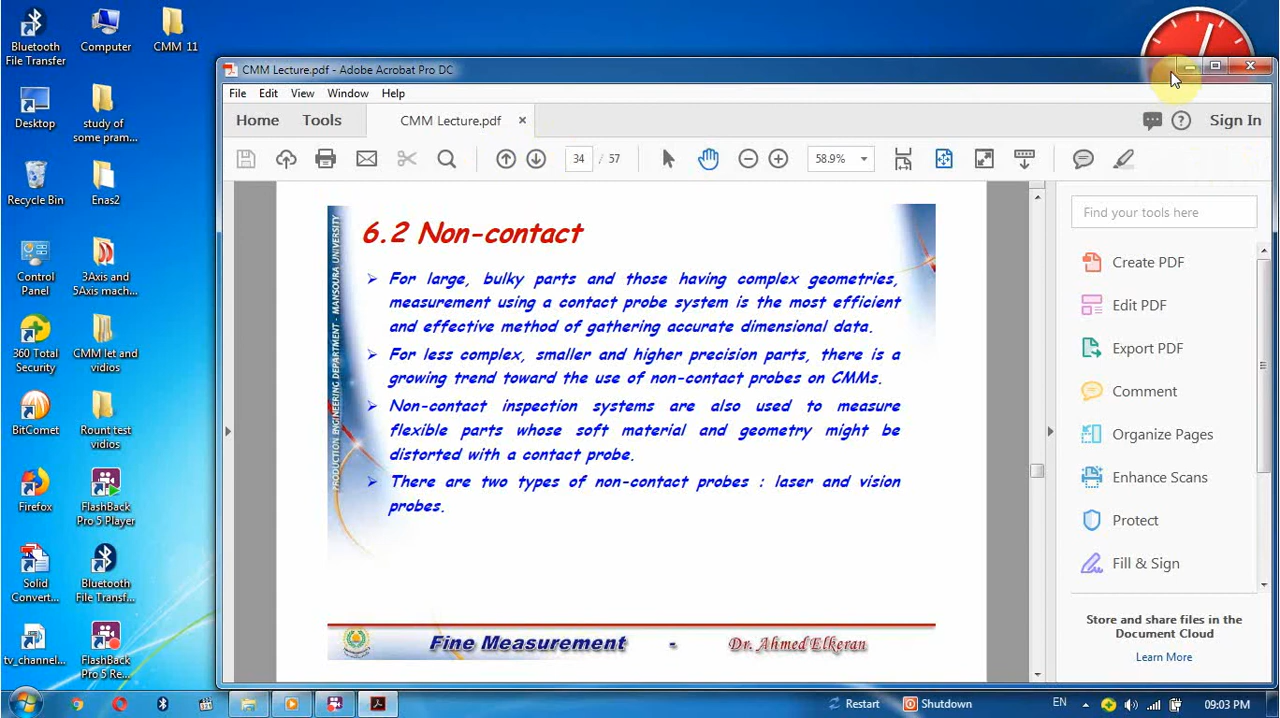 Bluetooth
File Transfer
Computer
CMM 11
Desktop
study of
some pram...
Recycle Bin
Enas2
Control
Panel
3Axis and
5Axis mach...
360 Total
Security
CMM let and
vidios
BitComet
Rount test
vidios
Firefox
FlashBack
Pro 5 Player
Solid
Convert...
Bluetooth
File Transf...
tv_channel...
FlashBack
Pro 5 Re...
CMM Lecture.pdf - Adobe Acrobat Pro DC
File Edit View Window Help
Home Tools CMM Lecture.pdf × Sign In
34 / 57 58.9%
PRODUCTION ENGINEERING DEPARTMENT - MANSOURA UNIVERSITY
6.2 Non-contact
➢ For large, bulky parts and those having complex geometries,
measurement using a contact probe system is the most efficient
and effective method of gathering accurate dimensional data.
➢ For less complex, smaller and higher precision parts, there is a
growing trend toward the use of non-contact probes on CMMs.
➢ Non-contact inspection systems are also used to measure
flexible parts whose soft material and geometry might be
distorted with a contact probe.
➢ There are two types of non-contact probes : laser and vision
probes.
Fine Measurement - Dr. Ahmed Elkeran
Find your tools here
Create PDF
Edit PDF
Export PDF
Comment
Organize Pages
Enhance Scans
Protect
Fill & Sign
Store and share files in the
Document Cloud
Learn More
Restart Shutdown EN 09:03 PM